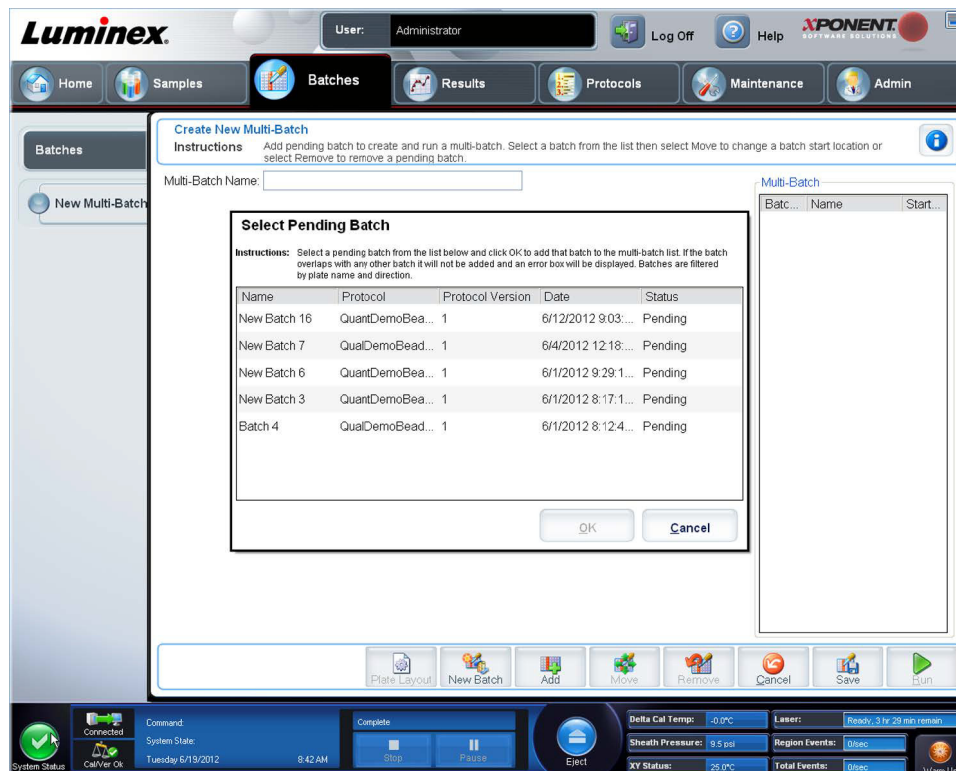 Luminex.
User: Administrator
Log Off
Help
XPONENT.
SOFTWARE SOLUTIONS
Home
Samples
Batches
Results
Protocols
Maintenance
Admin
Batches
New Multi-Batch
Create New Multi-Batch
Instructions Add pending batch to create and run a multi-batch. Select a batch from the list then select Move to change a batch start location or
select Remove to remove a pending batch.
Multi-Batch Name:
Multi-Batch
Batc... Name Start...
Select Pending Batch
Instructions: Select a pending batch from the list below and click OK to add that batch to the multi-batch list. If the batch
overlaps with any other batch it will not be added and an error box will be displayed. Batches are filtered
by plate name and direction.
Name Protocol Protocol Version Date Status
New Batch 16 QuantDemoBea... 1 6/12/2012 9:03:... Pending
New Batch 7 QualDemoBead... 1 6/4/2012 12:18:... Pending
New Batch 6 QuantDemoBea... 1 6/1/2012 9:29:1... Pending
New Batch 3 QuantDemoBea... 1 6/1/2012 8:17:1... Pending
Batch 4 QualDemoBead... 1 6/1/2012 8:12:4... Pending
OK
Cancel
Plate Layout
New Batch
Add
Move
Remove
Cancel
Save
Run
System Status
Connected
Cal/Ver Ok
Command:
System State:
Tuesday 6/19/2012 8:42 AM
Complete
Stop
Pause
Eject
Delta Cal Temp: -0.0°C
Sheath Pressure: 9.5 psi
XY Status: 25.0°C
Laser: Ready, 3 hr 29 min remain
Region Events: 0/sec
Total Events: 0/sec